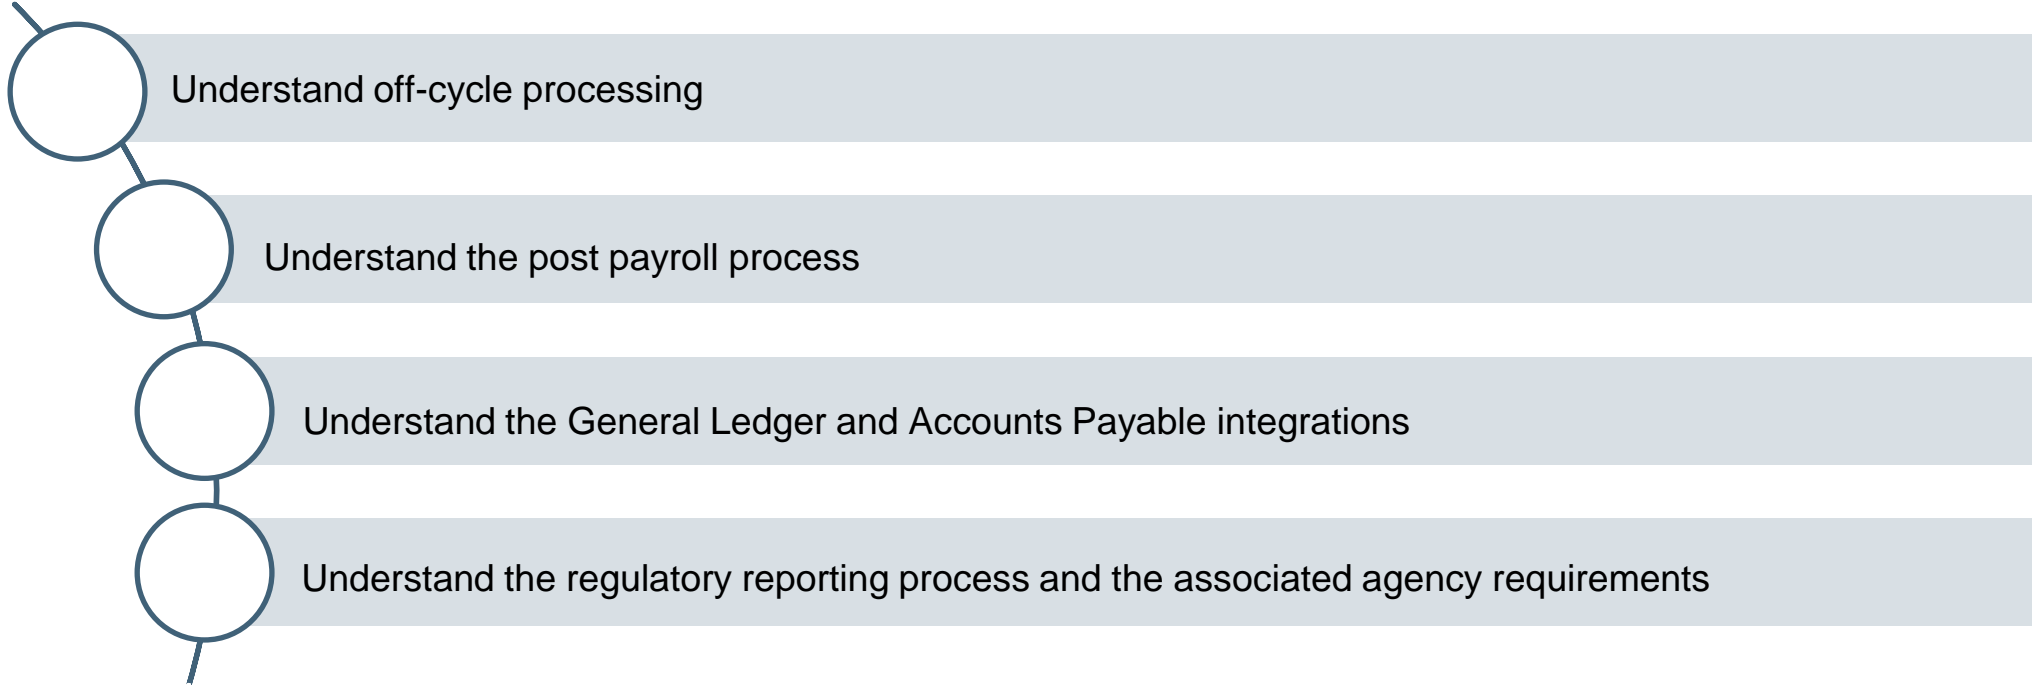 Understand off-cycle processing
Understand the post payroll process
Understand the General Ledger and Accounts Payable integrations
Understand the regulatory reporting process and the associated agency requirements